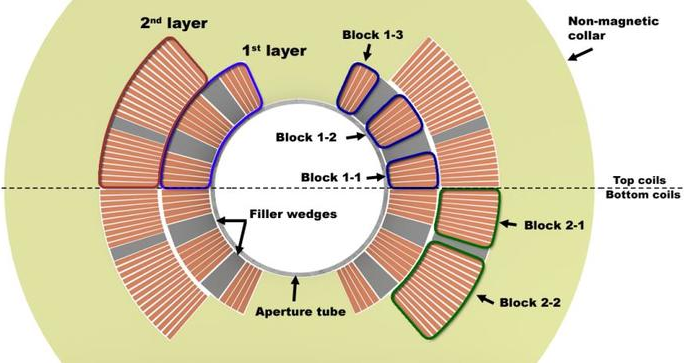 2nd layer
1st layer
Block 1-3
Non-magnetic
collar
Block 1-2
Block 1-1
Top coils
Bottom coils
Filler wedges
Block 2-1
Block 2-2
Aperture tube